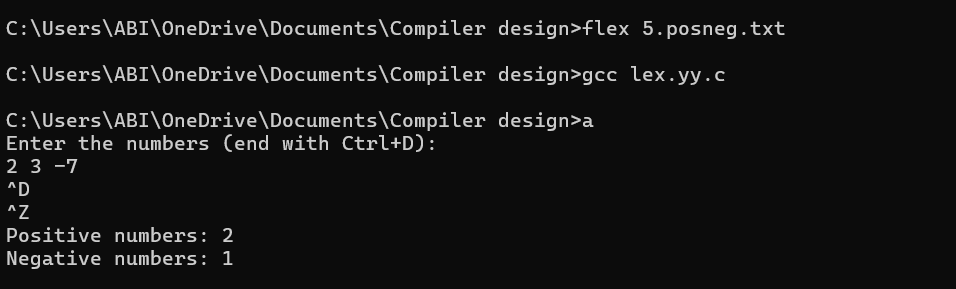 C:\Users\ABI\OneDrive\Documents\Compiler design>flex 5.posneg.txt
C:\Users\ABI\OneDrive\Documents\Compiler design>gcc lex.yy.c
C:\Users\ABI\OneDrive\Documents\Compiler design>a
Enter the numbers (end with Ctrl+D):
2 3 -7
^D
^Z
Positive numbers: 2
Negative numbers: 1